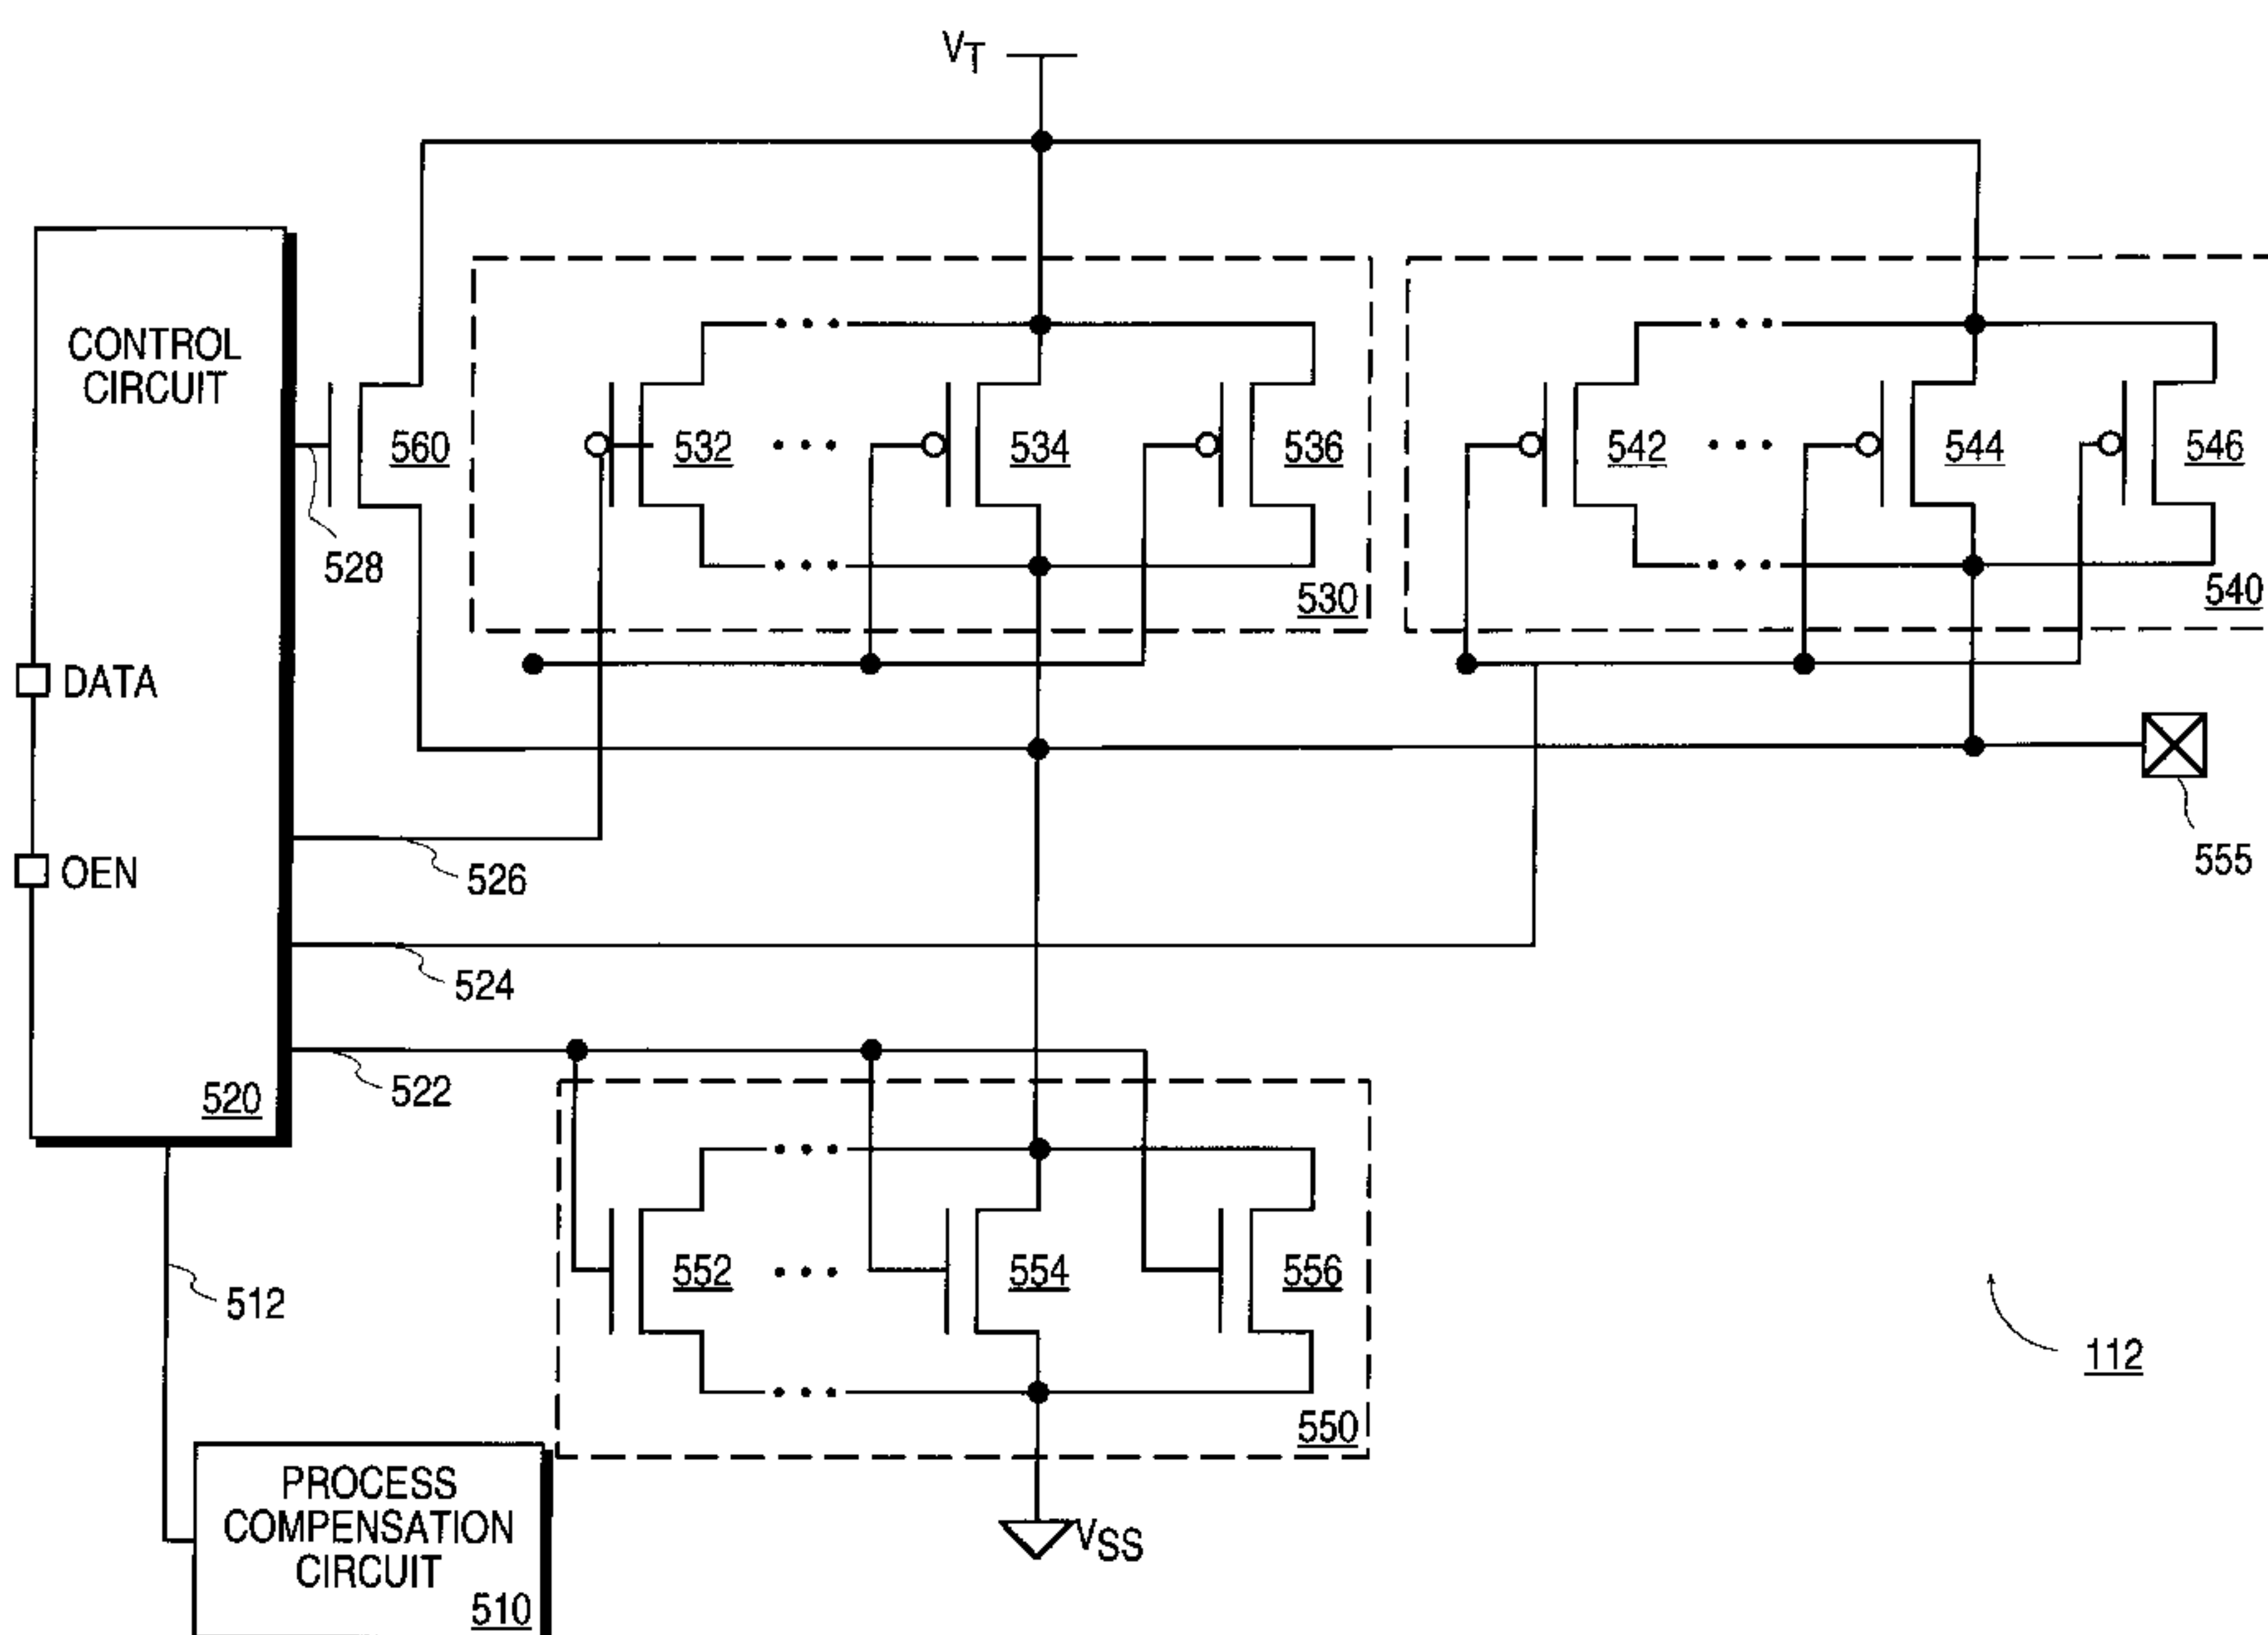 VT
CONTROL
CIRCUIT
560
532
534
536
542
544
546
528
530
540
DATA
OEN
526
555
524
522
520
552
554
556
512
112
550
PROCESS
COMPENSATION
CIRCUIT
VSS
510